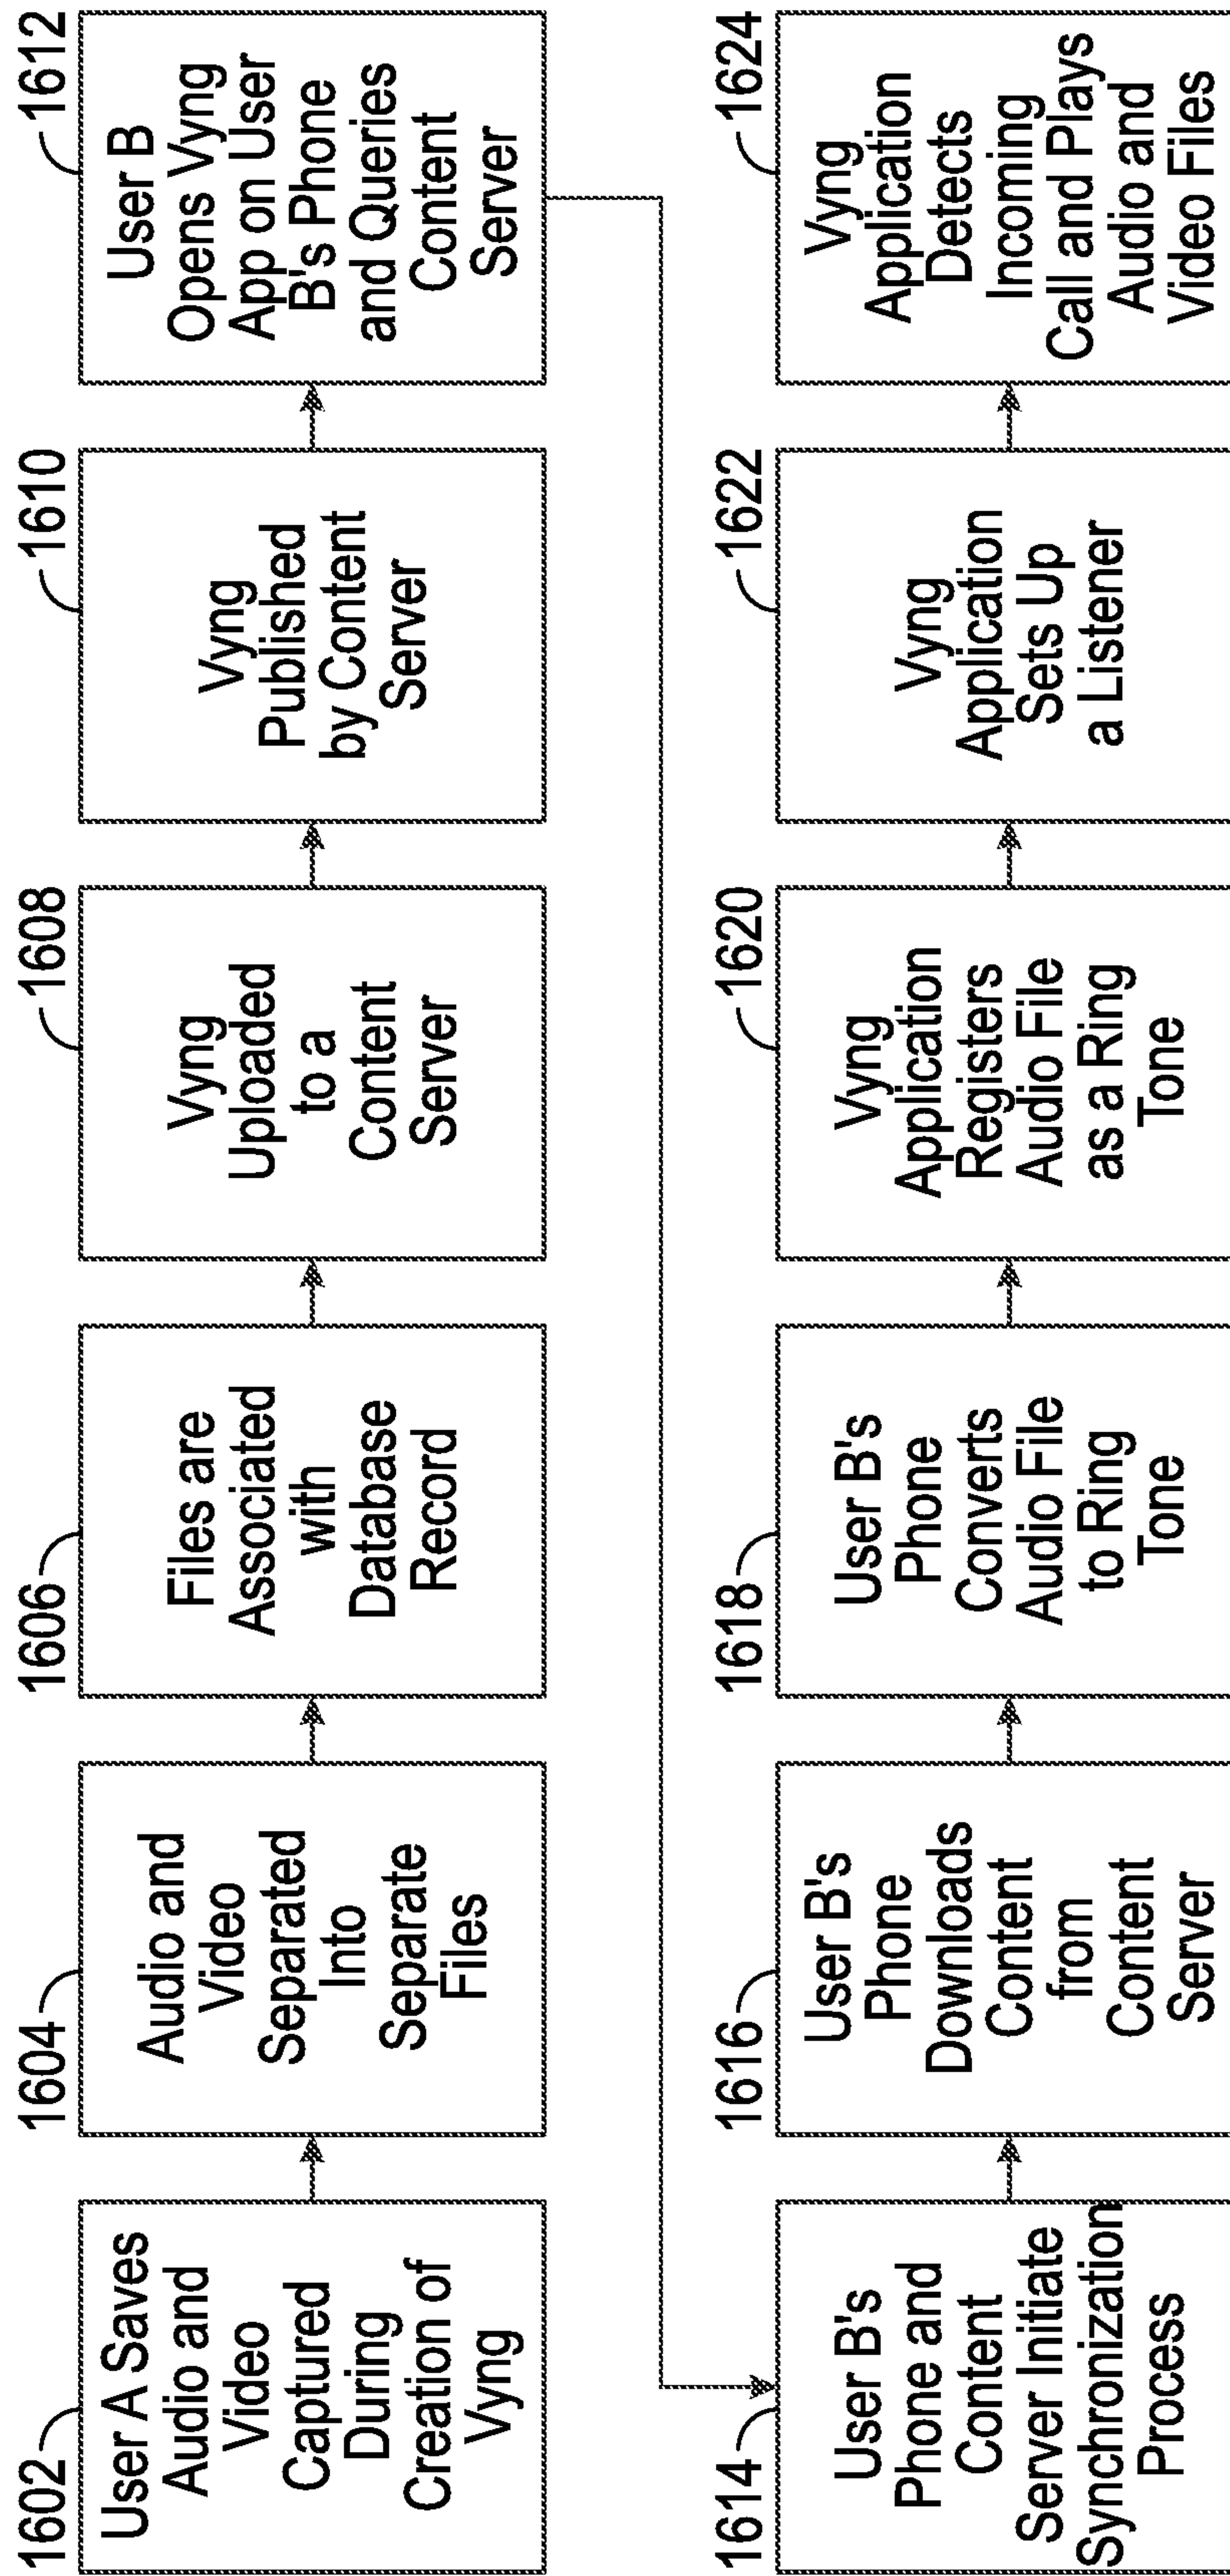 1602
User A Saves
Audio and
Video
Captured
During
Creation of
Vyng
1604
Audio and
Video
Separated
Into
Separate
Files
1606
Files are
Associated
with
Database
Record
1608
Vyng
Uploaded
to a
Content
Server
1610
Vyng
Published
by Content
Server
1612
User B
Opens Vyng
App on User
B's Phone
and Queries
Content
Server
1614
User B's
Phone and
Content
Server Initiate
Synchronization
Process
1616
User B's
Phone
Downloads
Content
from
Content
Server
1618
User B's
Phone
Converts
Audio File
to Ring
Tone
1620
Vyng
Application
Registers
Audio File
as a Ring
Tone
1622
Vyng
Application
Sets Up
a Listener
1624
Vyng
Application
Detects
Incoming
Call and Plays
Audio and
Video Files